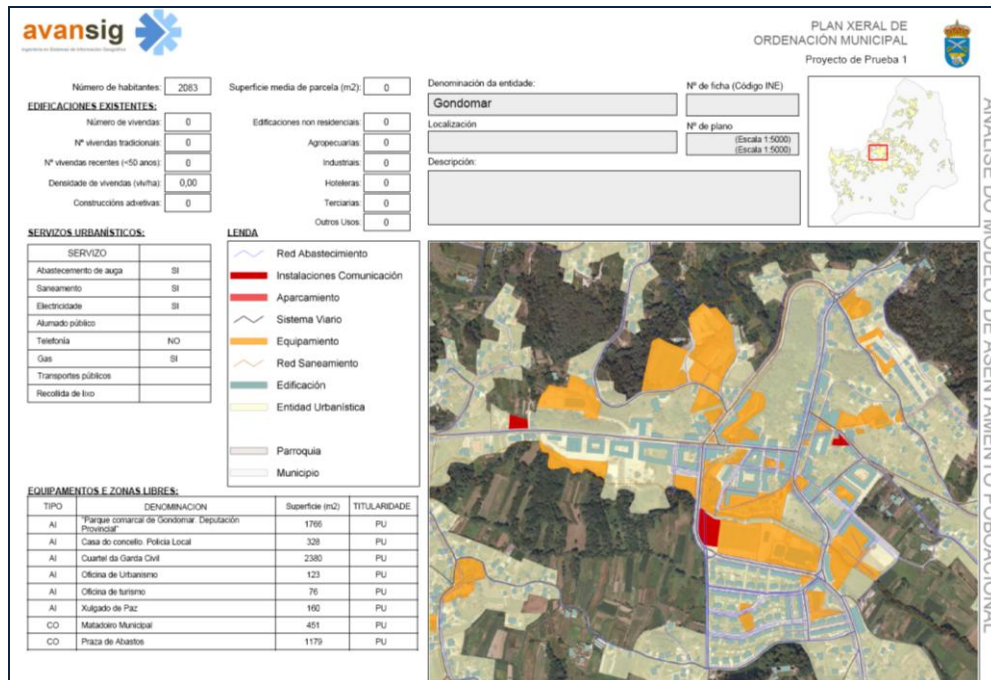 avansig
Ingeniería en Sistemas de Información Geográfica
PLAN XERAL DE
ORDENACIÓN MUNICIPAL
Proyecto de Prueba 1
Número de habitantes: 2083
Superficie media de parcela (m2): 0
EDIFICACIONES EXISTENTES:
Número de vivendas: 0
Nº vivendas tradicionais: 0
Nº vivendas recentes (<50 anos): 0
Densidade de vivendas (viv/ha): 0,00
Construccións adxetivas: 0
Edificaciones non residenciais: 0
Agropecuarias: 0
Industriais: 0
Hoteleras: 0
Terciarias: 0
Outros Usos: 0
Denominación da entidade:
Gondomar
Nº de ficha (Código INE)
Localización
Nº de plano
(Escala 1:5000)
(Escala 1:5000)
Descripción:
SERVIZOS URBANÍSTICOS:
SERVIZO
Abastecemento de auga SI
Saneamento SI
Electricidade SI
Alumado público
Telefonía NO
Gas SI
Transportes públicos
Recollida de lixo
LENDA
Red Abastecimiento
Instalaciones Comunicación
Aparcamiento
Sistema Viario
Equipamiento
Red Saneamiento
Edificación
Entidad Urbanística
Parroquia
Municipio
EQUIPAMENTOS E ZONAS LIBRES:
TIPO DENOMINACION Superficie (m2) TITULARIDADE
AI "Parque comarcal de Gondomar. Deputación
Provincial" 1766 PU
AI Casa do concello. Policia Local 328 PU
AI Cuartel da Garda Civil 2380 PU
AI Oficina de Urbanismo 123 PU
AI Oficina de turismo 76 PU
AI Xulgado de Paz 160 PU
CO Matadoiro Municipal 451 PU
CO Praza de Abastos 1179 PU
ANÁLISE DO MODELO DE ASENTAMENTO POBOACIONAL